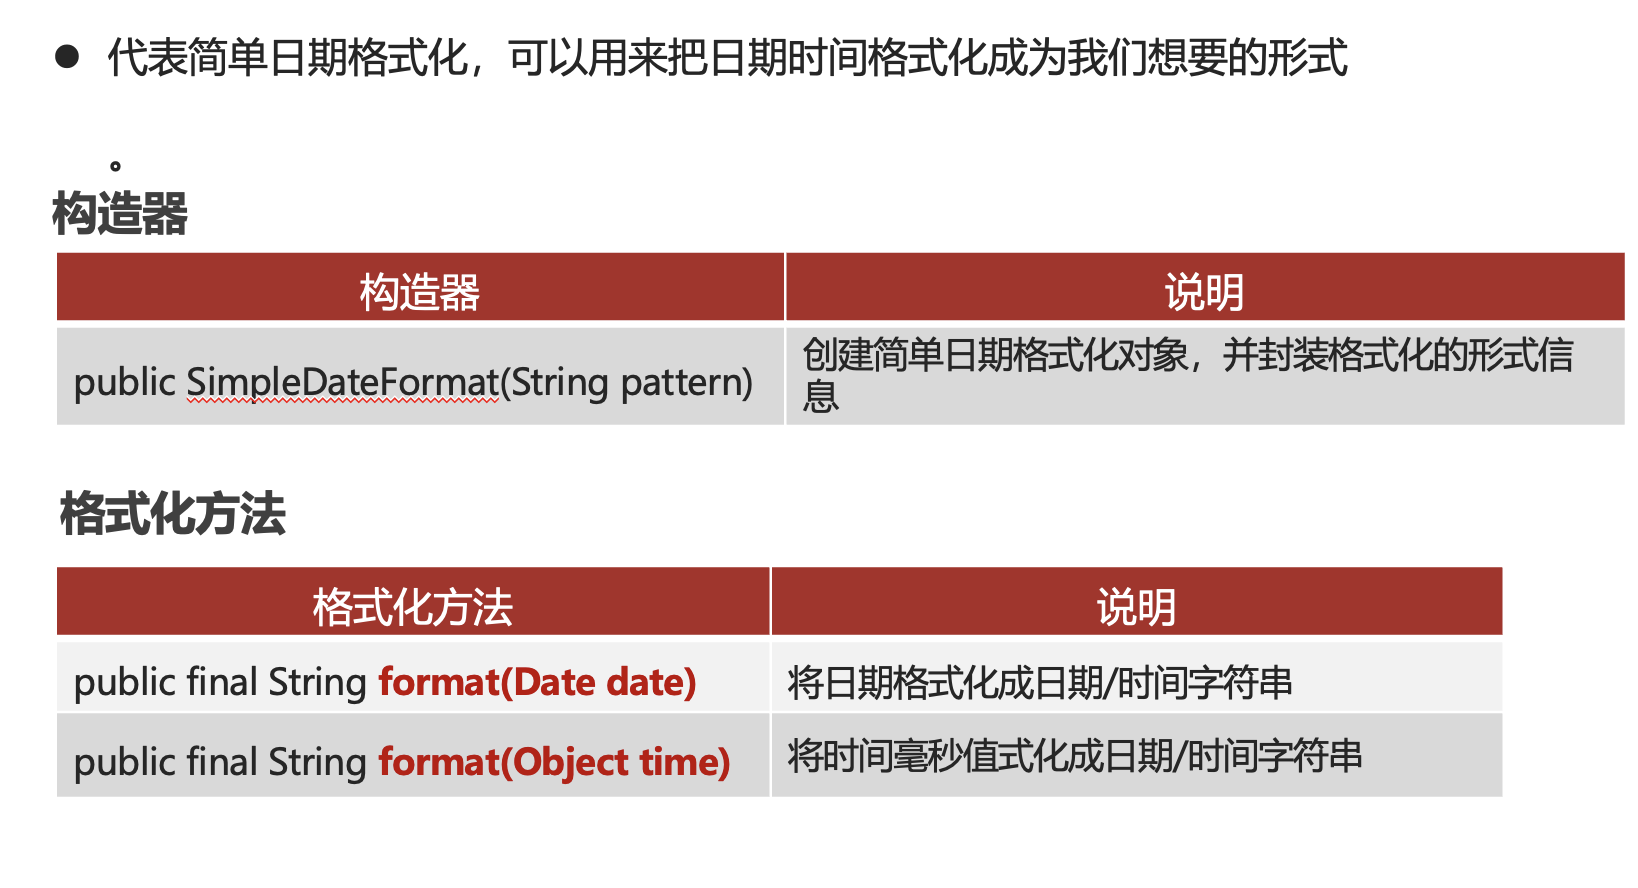 ● 代表简单日期格式化，可以用来把日期时间格式化成为我们想要的形式
。
构造器
构造器 说明
public SimpleDateFormat(String pattern) 创建简单日期格式化对象，并封装格式化的形式信
息
格式化方法
格式化方法 说明
public final String format(Date date) 将日期格式化成日期/时间字符串
public final String format(Object time) 将时间毫秒值式化成日期/时间字符串